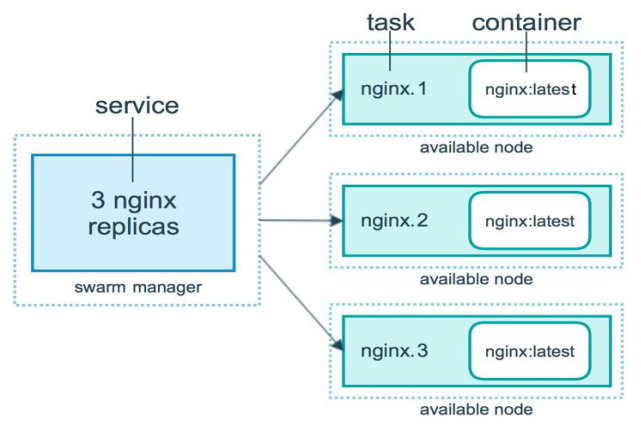 task
container
nginx.1
nginx:latest
available node
service
3 nginx
replicas
swarm manager
nginx.2
nginx:latest
available node
nginx.3
nginx:latest
available node